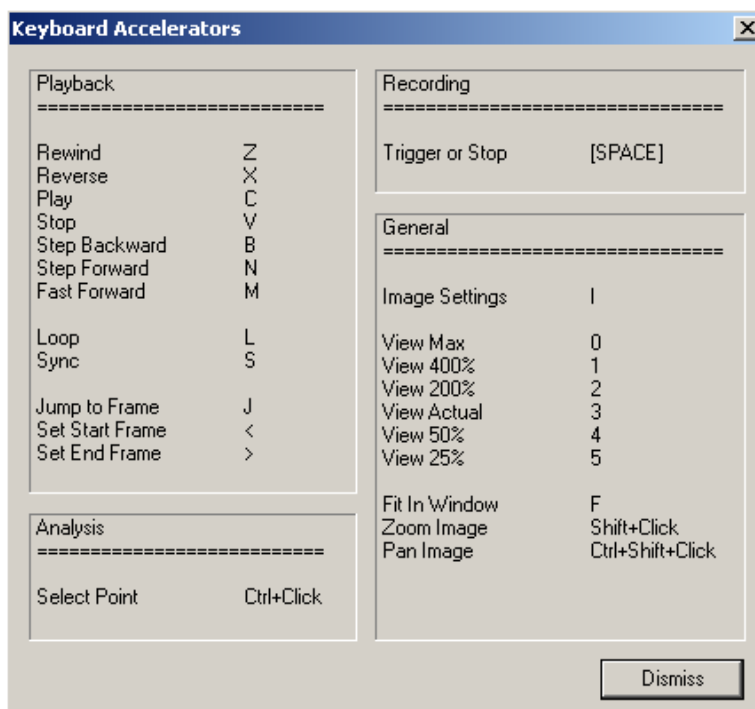 Keyboard Accelerators
Playback
===========================
Rewind Z
Reverse X
Play C
Stop V
Step Backward B
Step Forward N
Fast Forward M
Loop L
Sync S
Jump to Frame J
Set Start Frame <
Set End Frame >
Analysis
===========================
Select Point Ctrl+Click
Recording
================================
Trigger or Stop [SPACE]
General
================================
Image Settings I
View Max 0
View 400% 1
View 200% 2
View Actual 3
View 50% 4
View 25% 5
Fit In Window F
Zoom Image Shift+Click
Pan Image Ctrl+Shift+Click
Dismiss